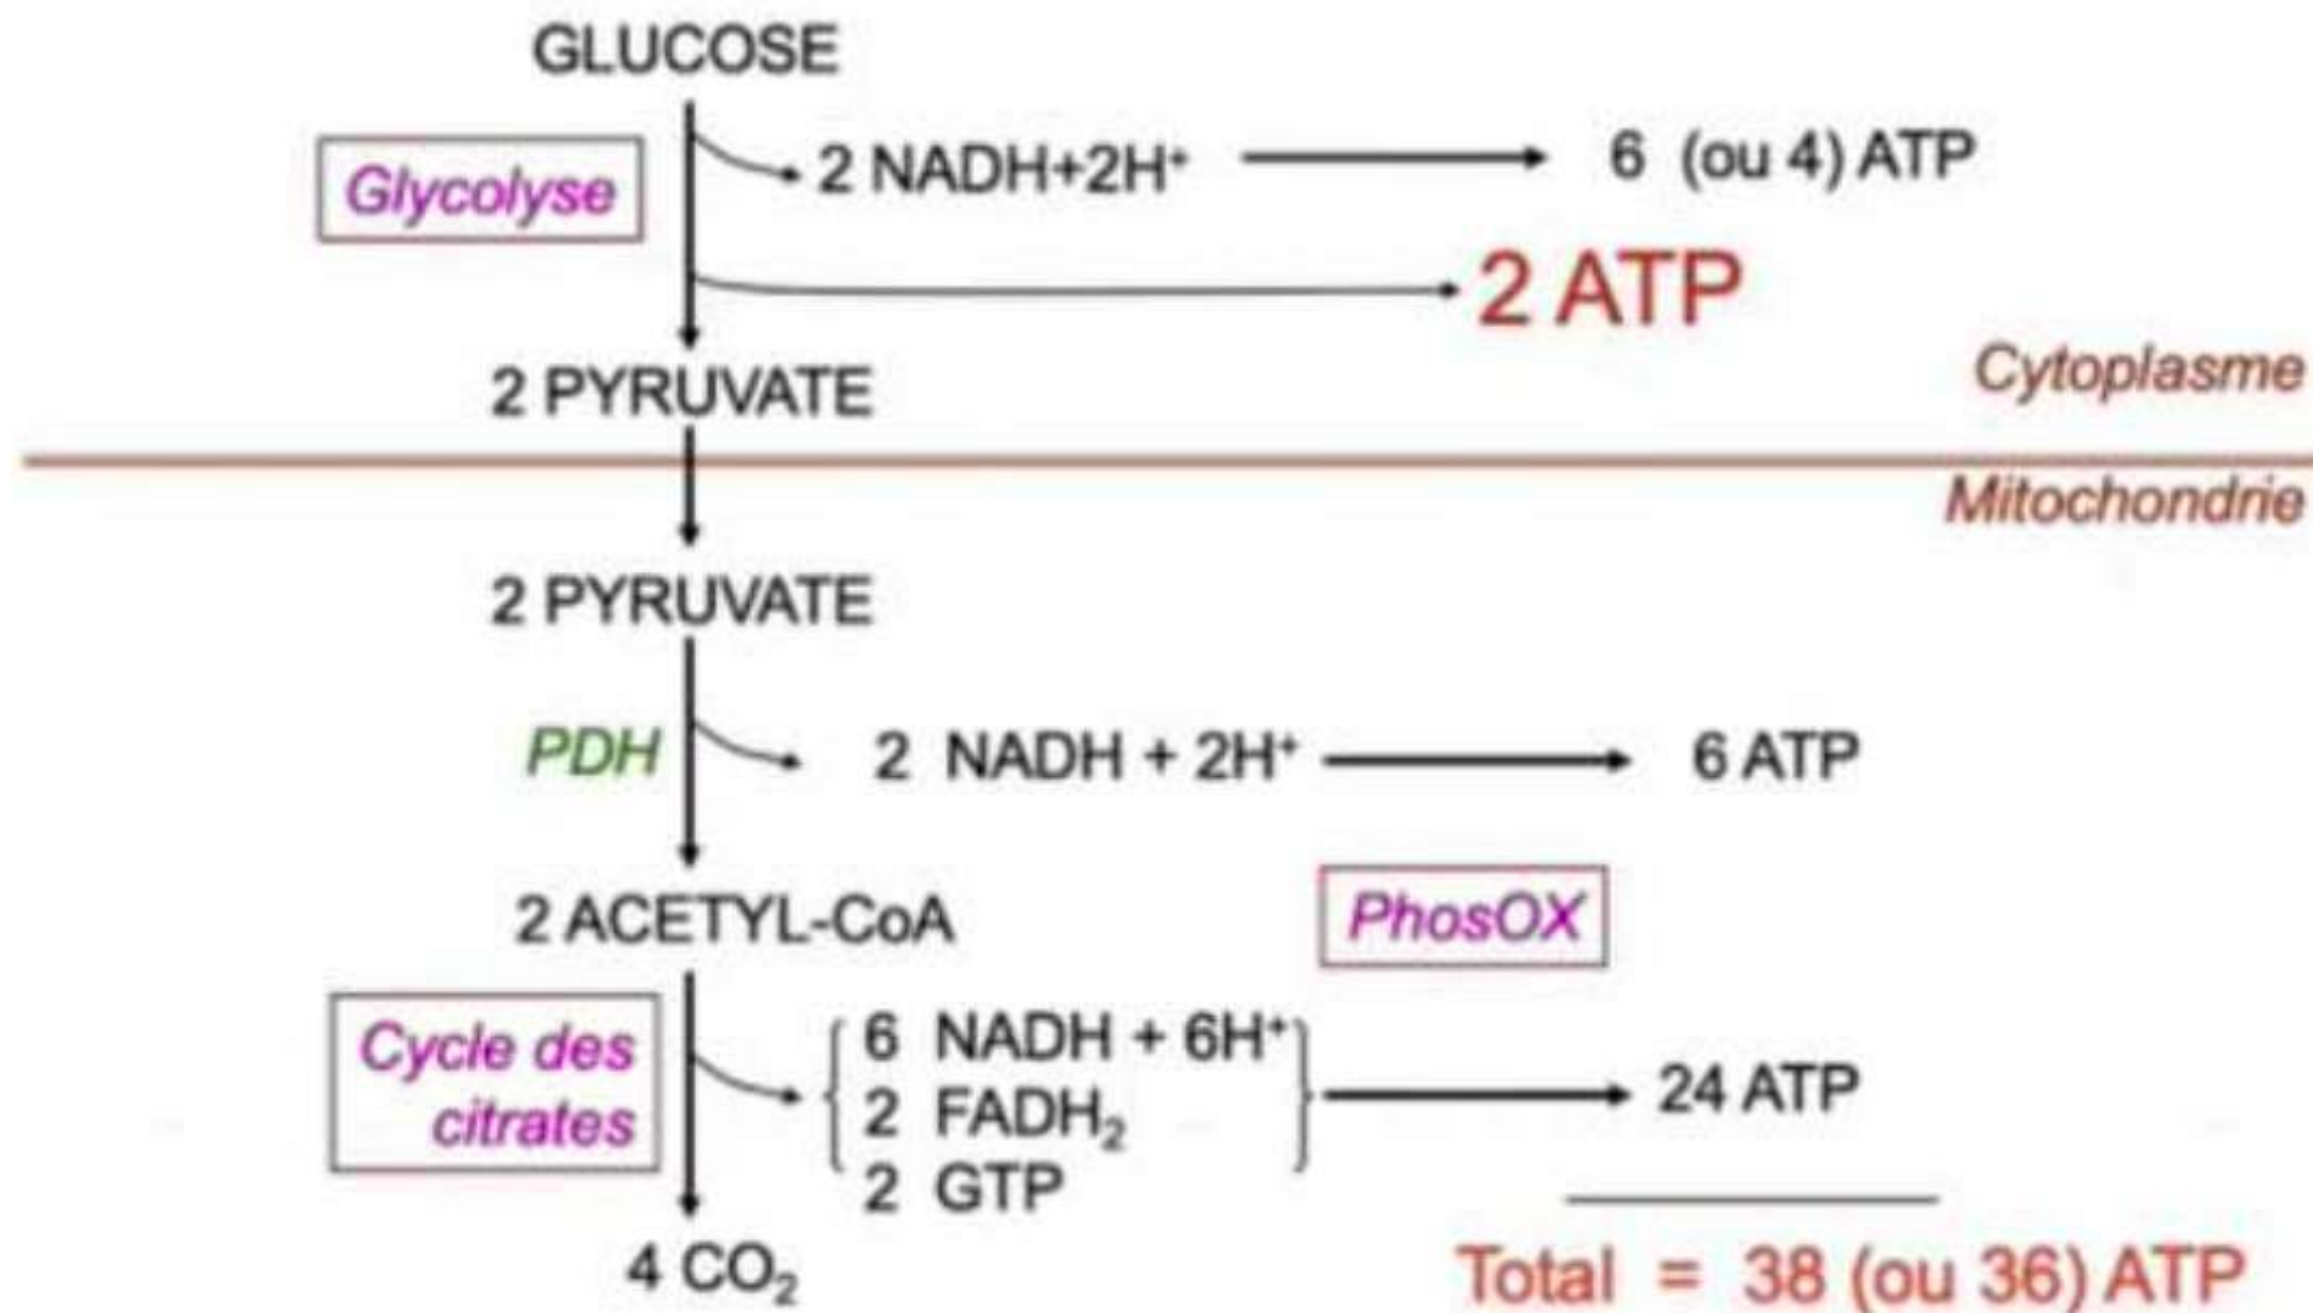 GLUCOSE
Glycolyse
2 NADH+2H⁺
6 (ou 4) ATP
2 ATP
2 PYRUVATE
Cytoplasme
Mitochondrie
2 PYRUVATE
PDH
2 NADH + 2H⁺
6 ATP
2 ACETYL-CoA
PhosOX
Cycle des
citrates
6 NADH + 6H⁺
2 FADH₂
2 GTP
24 ATP
4 CO₂
Total = 38 (ou 36) ATP